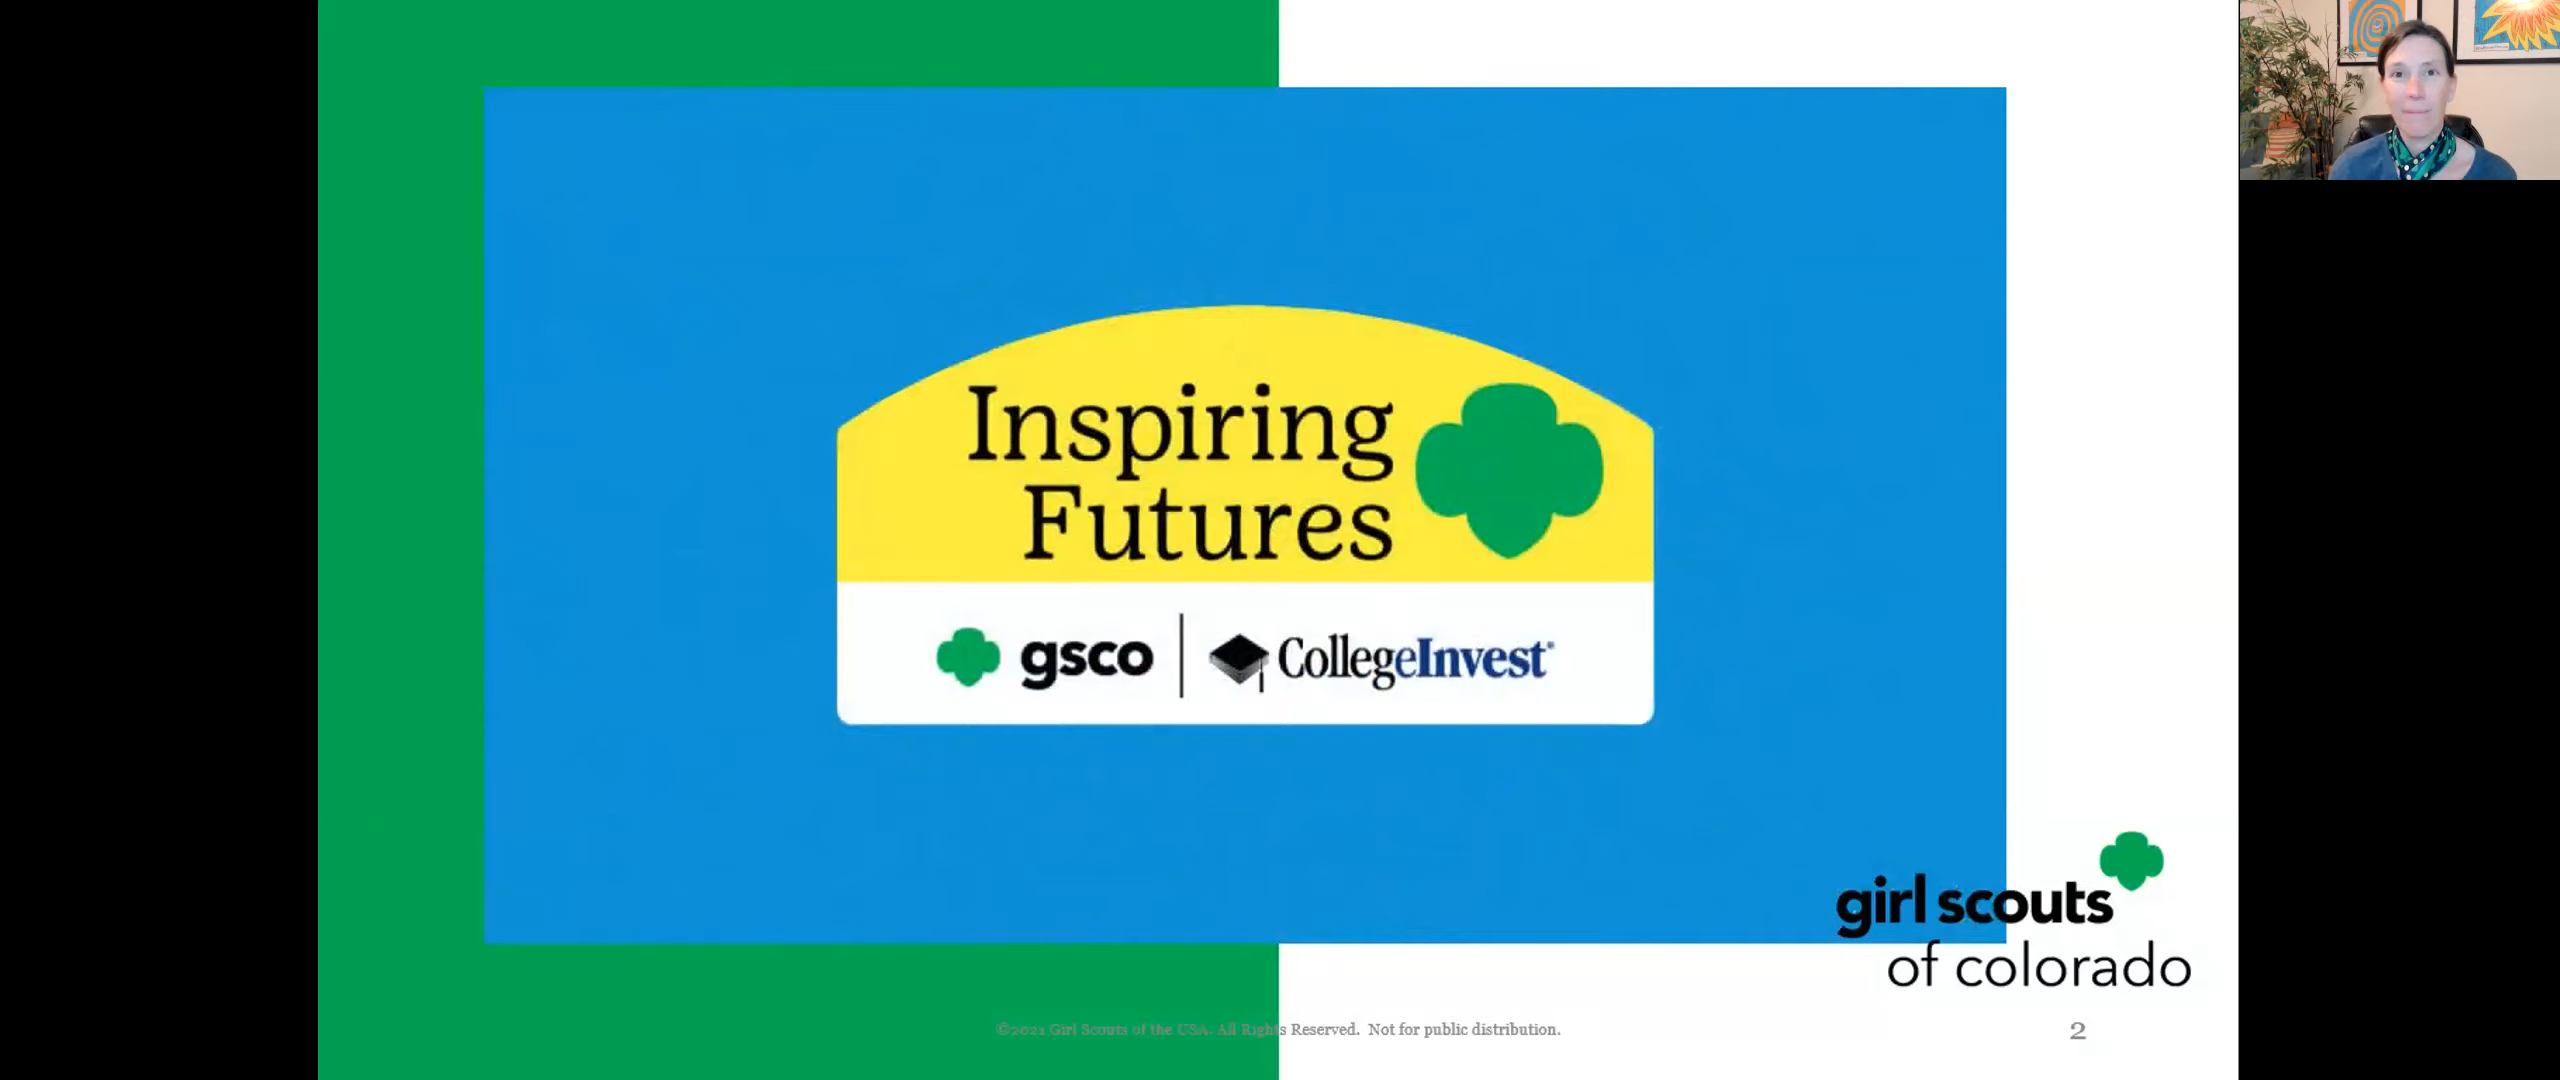 Inspiring
Futures
gsco | CollegeInvest®
girl scouts
of colorado
©2021 Girl Scouts of the USA. All Rights Reserved.  Not for public distribution.
2